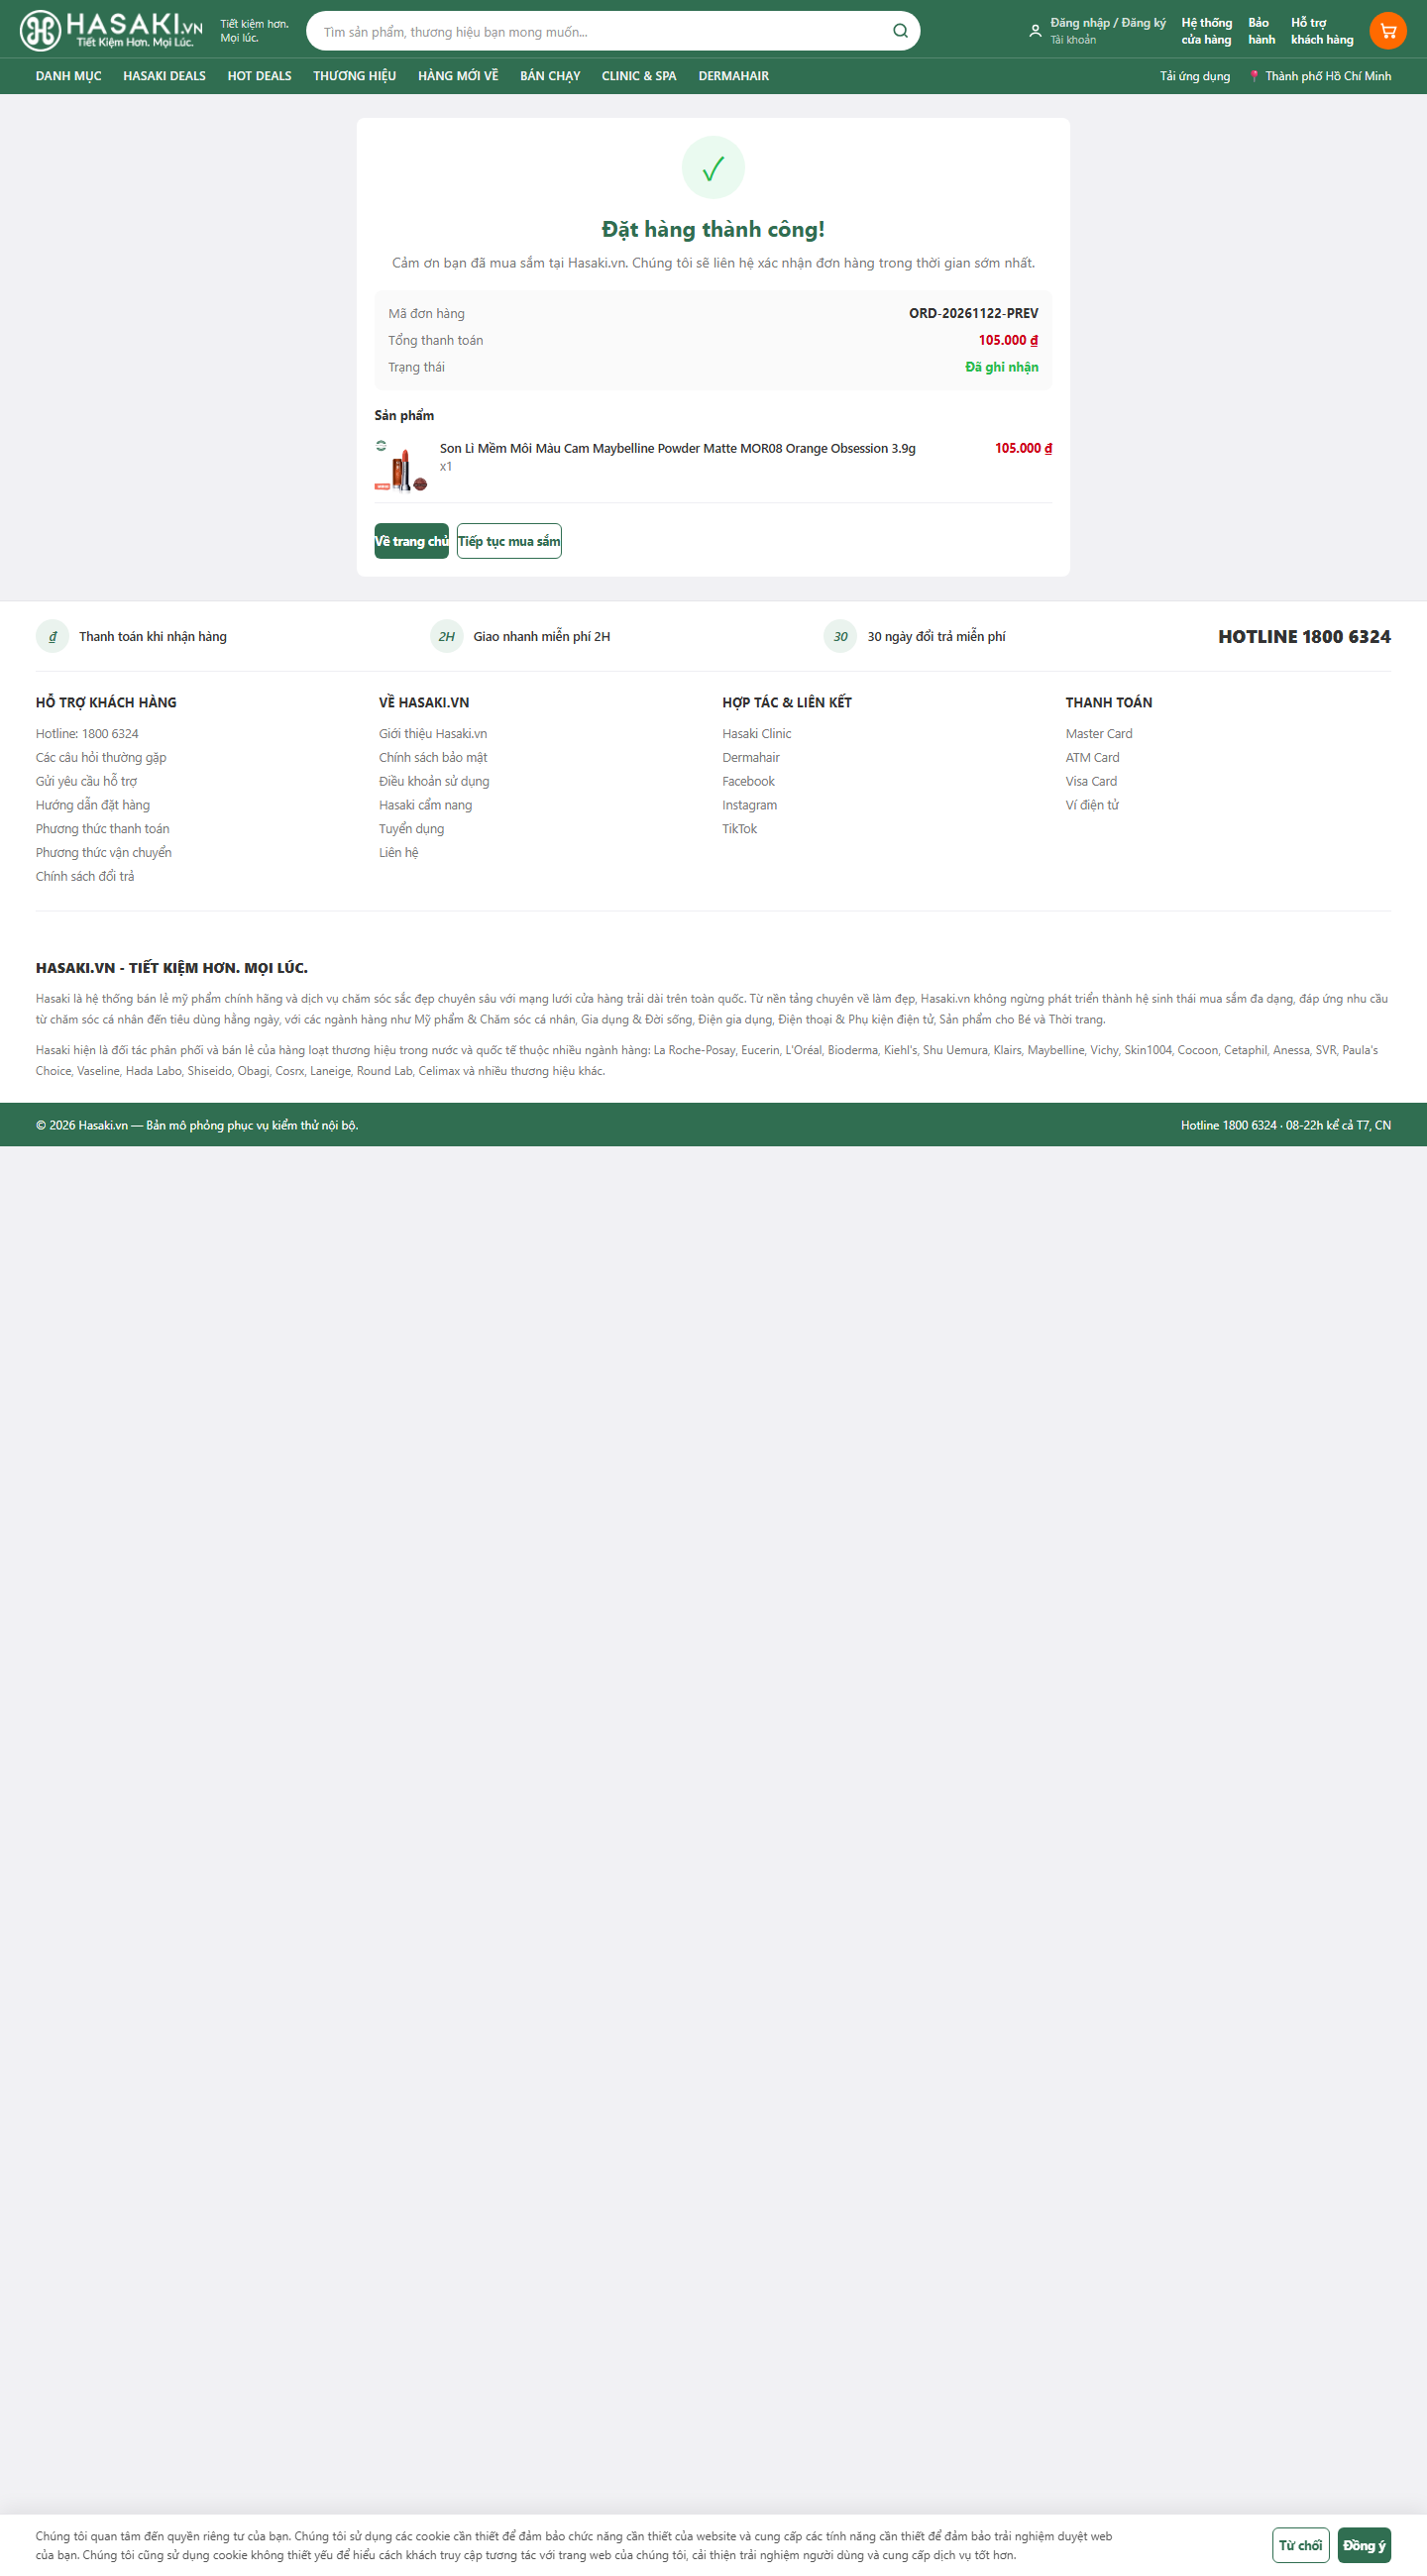 HASAKI.VN
Tiết Kiệm Hơn. Mọi Lúc.
Tiết kiệm hơn.
Mọi lúc.
Tìm sản phẩm, thương hiệu bạn mong muốn...
Đăng nhập / Đăng ký
Tài khoản
Hệ thống
cửa hàng
Bảo
hành
Hỗ trợ
khách hàng
DANH MỤC HASAKI DEALS HOT DEALS THƯƠNG HIỆU HÀNG MỚI VỀ BÁN CHẠY CLINIC & SPA DERMAHAIR Tải ứng dụng Thành phố Hồ Chí Minh
Đặt hàng thành công!
Cảm ơn bạn đã mua sắm tại Hasaki.vn. Chúng tôi sẽ liên hệ xác nhận đơn hàng trong thời gian sớm nhất.
Mã đơn hàng ORD-20261122-PREV
Tổng thanh toán 105.000 ₫
Trạng thái Đã ghi nhận
Sản phẩm
Son Lì Mềm Môi Màu Cam Maybelline Powder Matte MOR08 Orange Obsession 3.9g 105.000 ₫
x1
Về trang chủ Tiếp tục mua sắm
₫ Thanh toán khi nhận hàng 2H Giao nhanh miễn phí 2H 30 30 ngày đổi trả miễn phí HOTLINE 1800 6324
HỖ TRỢ KHÁCH HÀNG
Hotline: 1800 6324
Các câu hỏi thường gặp
Gửi yêu cầu hỗ trợ
Hướng dẫn đặt hàng
Phương thức thanh toán
Phương thức vận chuyển
Chính sách đổi trả
VỀ HASAKI.VN
Giới thiệu Hasaki.vn
Chính sách bảo mật
Điều khoản sử dụng
Hasaki cẩm nang
Tuyển dụng
Liên hệ
HỢP TÁC & LIÊN KẾT
Hasaki Clinic
Dermahair
Facebook
Instagram
TikTok
THANH TOÁN
Master Card
ATM Card
Visa Card
Ví điện tử
HASAKI.VN - TIẾT KIỆM HƠN. MỌI LÚC.
Hasaki là hệ thống bán lẻ mỹ phẩm chính hãng và dịch vụ chăm sóc sắc đẹp chuyên sâu với mạng lưới cửa hàng trải dài trên toàn quốc. Từ nền tảng chuyên về làm đẹp, Hasaki.vn không ngừng phát triển thành hệ sinh thái mua sắm đa dạng, đáp ứng nhu cầu
từ chăm sóc cá nhân đến tiêu dùng hằng ngày, với các ngành hàng như Mỹ phẩm & Chăm sóc cá nhân, Gia dụng & Đời sống, Điện gia dụng, Điện thoại & Phụ kiện điện tử, Sản phẩm cho Bé và Thời trang.
Hasaki hiện là đối tác phân phối và bán lẻ của hàng loạt thương hiệu trong nước và quốc tế thuộc nhiều ngành hàng: La Roche-Posay, Eucerin, L'Oréal, Bioderma, Kiehl's, Shu Uemura, Klairs, Maybelline, Vichy, Skin1004, Cocoon, Cetaphil, Anessa, SVR, Paula's
Choice, Vaseline, Hada Labo, Shiseido, Obagi, Cosrx, Laneige, Round Lab, Celimax và nhiều thương hiệu khác.
© 2026 Hasaki.vn — Bản mô phỏng phục vụ kiểm thử nội bộ. Hotline 1800 6324 · 08-22h kể cả T7, CN
Chúng tôi quan tâm đến quyền riêng tư của bạn. Chúng tôi sử dụng các cookie cần thiết để đảm bảo chức năng cần thiết của website và cung cấp các tính năng cần thiết để đảm bảo trải nghiệm duyệt web
của bạn. Chúng tôi cũng sử dụng cookie không thiết yếu để hiểu cách khách truy cập tương tác với trang web của chúng tôi, cải thiện trải nghiệm người dùng và cung cấp dịch vụ tốt hơn.
Từ chối Đồng ý